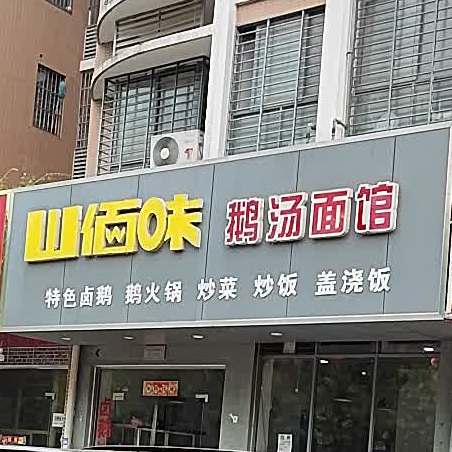 山佰味 鹅汤面馆
特色卤鹅 鹅火锅 炒菜 炒饭 盖浇饭